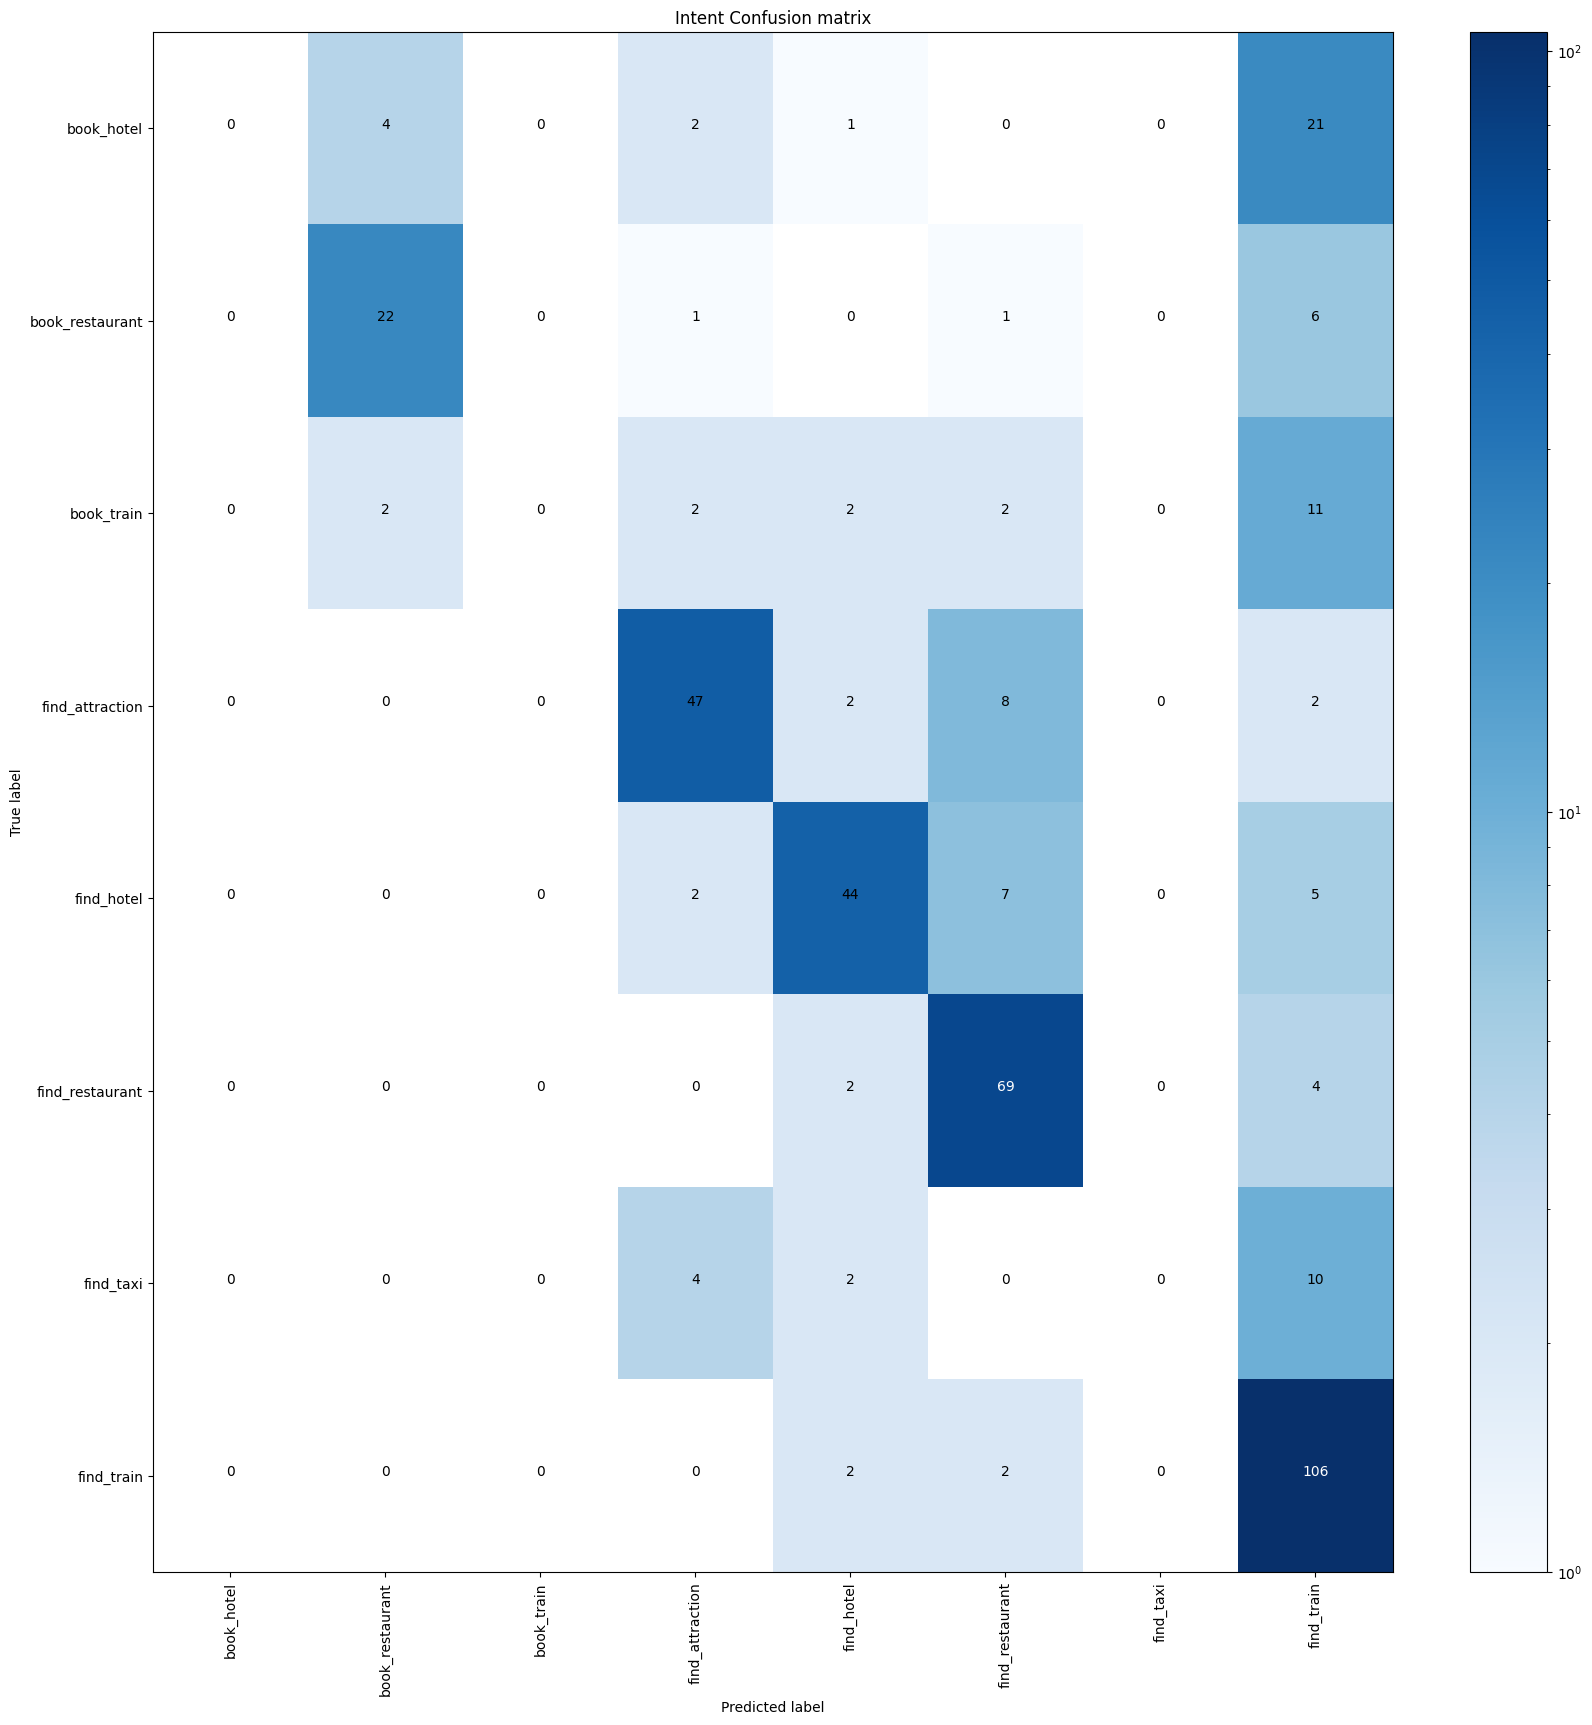 Intent Confusion matrix
True label
book_hotel 0 4 0 2 1 0 0 21
book_restaurant 0 22 0 1 0 1 0 6
book_train 0 2 0 2 2 2 0 11
find_attraction 0 0 0 47 2 8 0 2
find_hotel 0 0 0 2 44 7 0 5
find_restaurant 0 0 0 0 2 69 0 4
find_taxi 0 0 0 4 2 0 0 10
find_train 0 0 0 0 2 2 0 106
book_hotel book_restaurant book_train find_attraction find_hotel find_restaurant find_taxi find_train
Predicted label
10²
10¹
10⁰